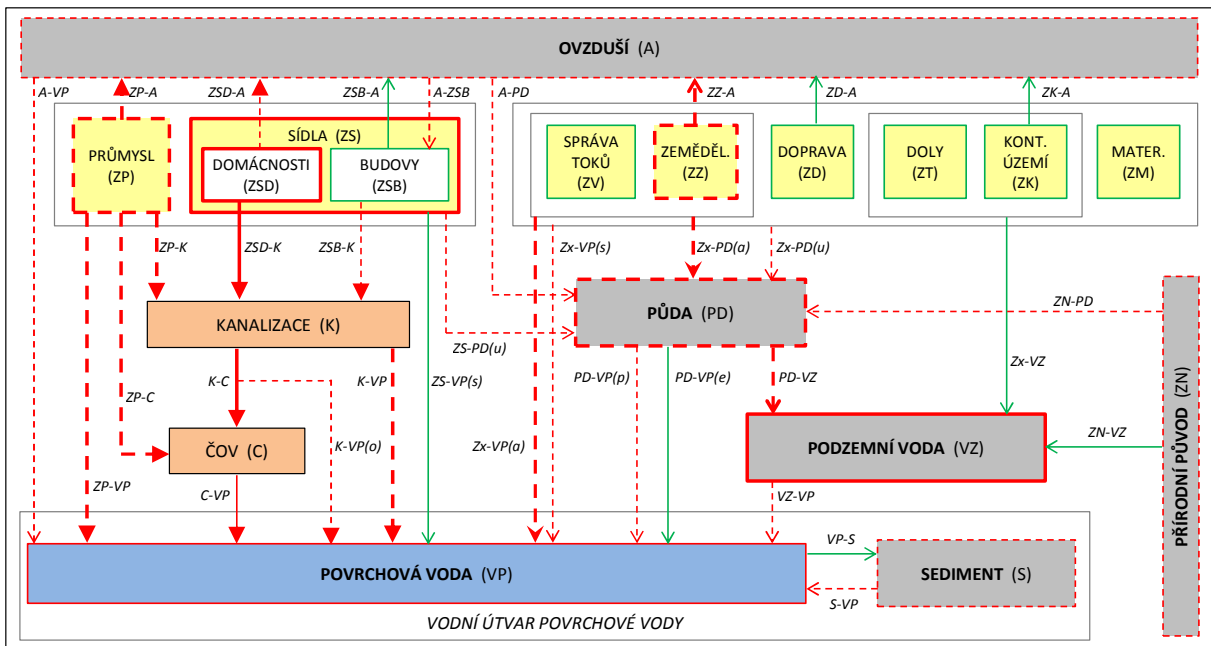 OVZDUŠÍ (A)
A-VP
ZP-A
ZSD-A
ZSB-A
A-ZSB
A-PD
ZZ-A
ZD-A
ZK-A
PRŮMYSL
(ZP)
SÍDLA (ZS)
DOMÁCNOSTI
(ZSD)
BUDOVY
(ZSB)
SPRÁVA
TOKŮ
(ZV)
ZEMĚDĚL.
(ZZ)
DOPRAVA
(ZD)
DOLY
(ZT)
KONT.
ÚZEMÍ
(ZK)
MATER.
(ZM)
ZP-K
ZSD-K
ZSB-K
Zx-VP(s)
Zx-PD(a)
Zx-PD(u)
KANALIZACE (K)
PŮDA (PD)
ZN-PD
ZS-PD(u)
K-C
K-VP
ZS-VP(s)
PD-VP(p)
PD-VP(e)
PD-VZ
Zx-VZ
ZP-C
ČOV (C)
K-VP(o)
Zx-VP(a)
PODZEMNÍ VODA (VZ)
ZN-VZ
PŘÍRODNÍ PŮVOD (ZN)
ZP-VP
C-VP
VZ-VP
POVRCHOVÁ VODA (VP)
VP-S
SEDIMENT (S)
S-VP
VODNÍ ÚTVAR POVRCHOVÉ VODY